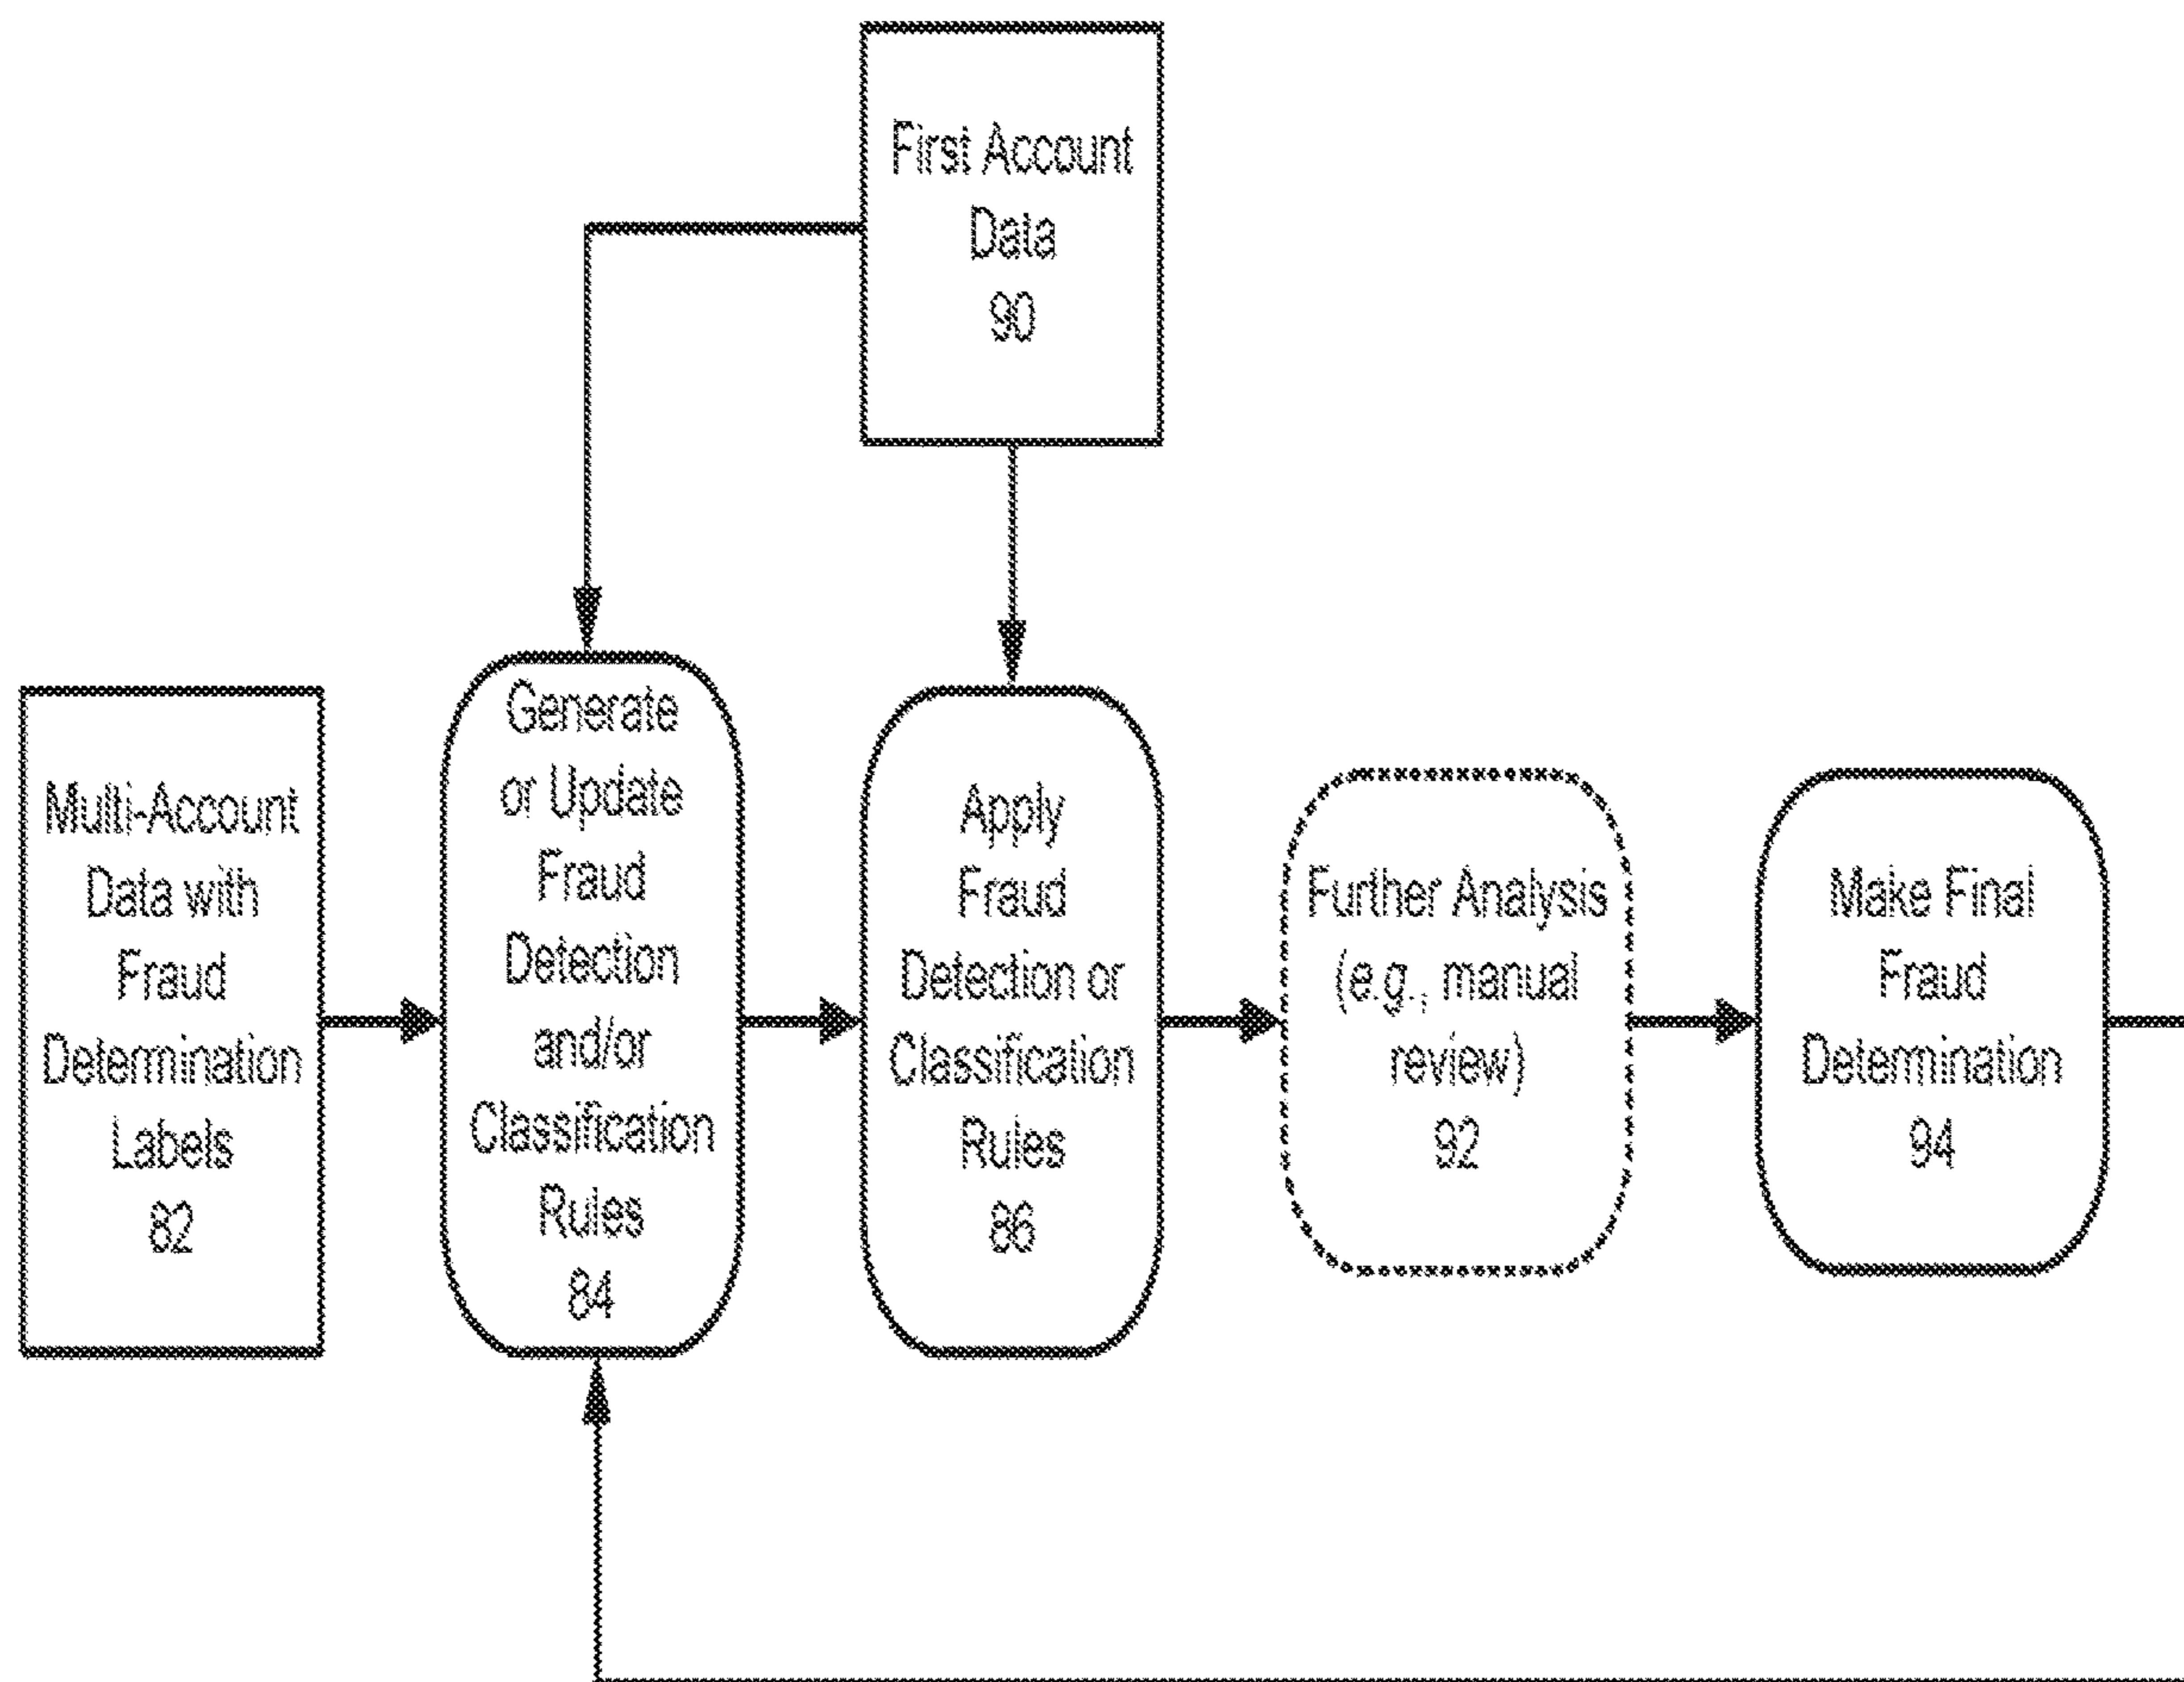 First Account
Data
90
Multi-Account
Data with
Fraud
Determination
Labels
82
Generate
or Update
Fraud
Detection
and/or
Classification
Rules
84
Apply
Fraud
Detection or
Classification
Rules
86
Further Analysis
(e.g., manual
review)
92
Make Final
Fraud
Determination
94